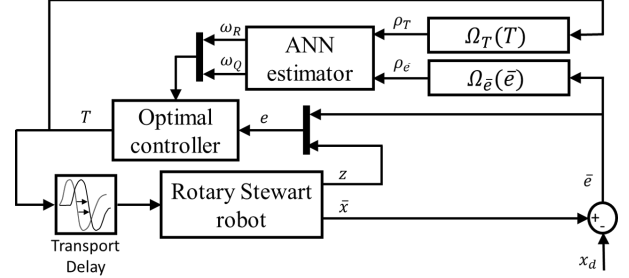 ω_R
ρ_T
ANN
estimator
Ω_T(T)
ω_Q
ρ_ē
Ω_ē(ē)
T
Optimal
controller
e
z
Rotary Stewart
robot
x̄
ē
+
-
Transport
Delay
x_d